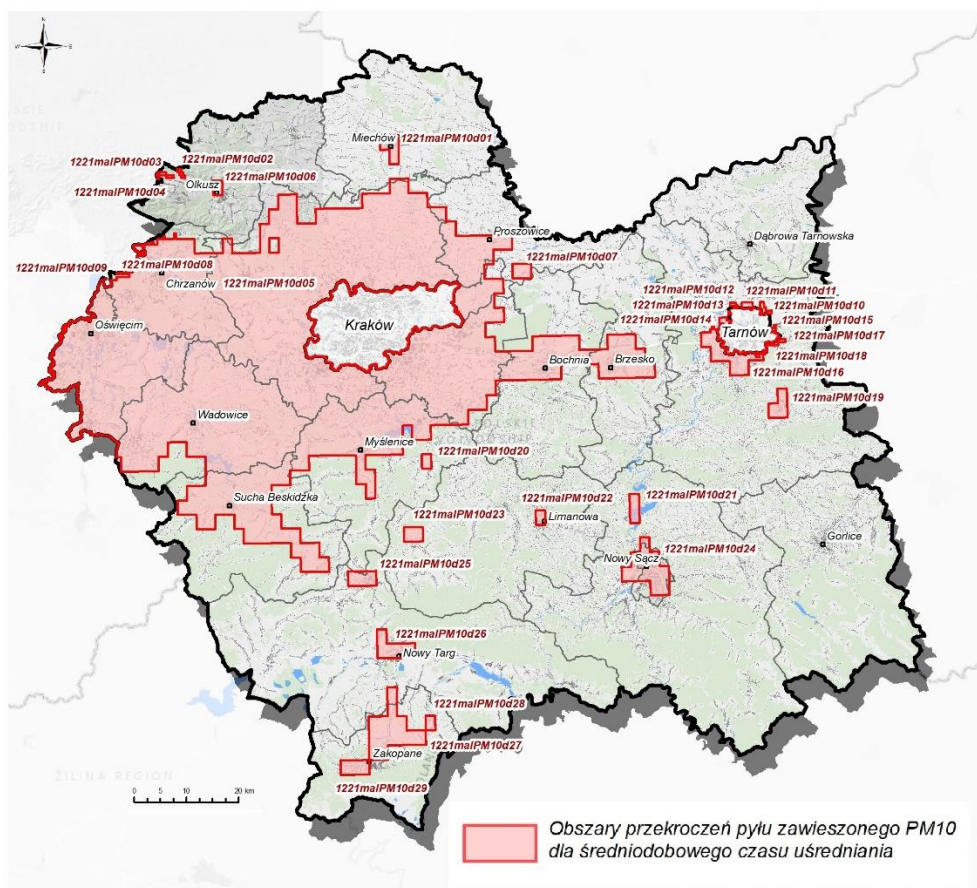 N
W
E
S
Miechów
1221malPM10d01
1221malPM10d03
1221malPM10d02
1221malPM10d06
Olkusz
1221malPM10d04
Proszowice
Dąbrowa Tarnowska
1221malPM10d07
1221malPM10d09
1221malPM10d08
Chrzanów
1221malPM10d05
1221malPM10d12
1221malPM10d11
1221malPM10d13
1221malPM10d10
1221malPM10d14
1221malPM10d15
Oświęcim
Kraków
Tarnów
1221malPM10d17
1221malPM10d18
Bochnia
Brzesko
1221malPM10d16
1221malPM10d19
Wadowice
Myślenice
1221malPM10d20
Sucha Beskidzka
1221malPM10d22
1221malPM10d21
1221malPM10d23
Limanowa
Gorlice
1221malPM10d24
Nowy Sącz
1221malPM10d25
1221malPM10d26
Nowy Targ
1221malPM10d28
1221malPM10d27
Zakopane
ŽILINA REGION
1221malPM10d29
0 5 10 20 km
Obszary przekroczeń pyłu zawieszonego PM10
dla średniodobowego czasu uśredniania